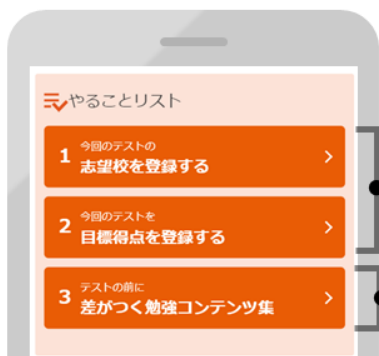 やることリスト
1 今回のテストの
志望校を登録する
2 今回のテストを
目標得点を登録する
3 テストの前に
差がつく勉強コンテンツ集